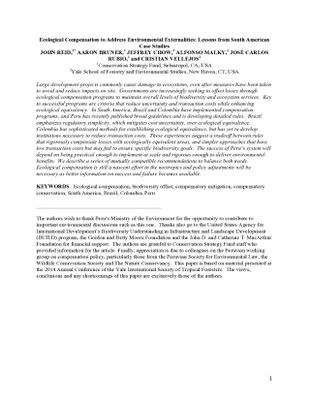 Ecological Compensation to Address Environmental Externalities: Lessons from South American
Case Studies
JOHN REID,¹* AARON BRUNER,¹ JEFFREY CHOW,² ALFONSO MALKY,¹ JOSÉ CARLOS
RUBIO,¹ and CRISTIAN VALLEJOS¹
¹Conservation Strategy Fund, Sebastopol, CA, USA
²Yale School of Forestry and Environmental Studies, New Haven, CT, USA
Large development projects commonly cause damage to ecosystems, even after measures have been taken
to avoid and reduce impacts on site. Governments are increasingly seeking to offset losses through
ecological compensation programs to maintain overall levels of biodiversity and ecosystem services. Key
to successful programs are criteria that reduce uncertainty and transaction costs while enhancing
ecological equivalence. In South America, Brazil and Colombia have implemented compensation
programs, and Peru has recently published broad guidelines and is developing detailed rules. Brazil
emphasizes regulatory simplicity, which mitigates cost uncertainty, over ecological equivalence.
Colombia has sophisticated methods for establishing ecological equivalence, but has yet to develop
institutions necessary to reduce transaction costs. These experiences suggest a tradeoff between rules
that rigorously compensate losses with ecologically equivalent areas, and simpler approaches that have
low transaction costs but may fail to ensure specific biodiversity goals. The success of Peru's system will
depend on being practical enough to implement at scale and rigorous enough to deliver environmental
benefits. We describe a series of mutually compatible recommendations to balance both needs.
Ecological compensation is still a nascent effort in the neotropics and policy adjustments will be
necessary as better information on success and failure becomes available.
KEYWORDS Ecological compensation, biodiversity offset, compensatory mitigation, compensatory
conservation, South America, Brazil, Colombia, Peru
The authors wish to thank Peru's Ministry of the Environment for the opportunity to contribute to
important environmental discussions such as this one. Thanks also go to the United States Agency for
International Development's Biodiversity Understanding in Infrastructure and Landscape Development
(BUILD) program, the Gordon and Betty Moore Foundation and the John D. and Catherine T. MacArthur
Foundation for financial support. The authors are grateful to Conservation Strategy Fund staff who
provided information for the article. Finally, appreciation is due to colleagues on the Peruvian working
group on compensation policy, particularly those from the Peruvian Society for Environmental Law, the
Wildlife Conservation Society and The Nature Conservancy. This paper is based on material presented at
the 2014 Annual Conference of the Yale International Society of Tropical Foresters. The views,
conclusions and any shortcomings of this paper are exclusively those of the authors.
1